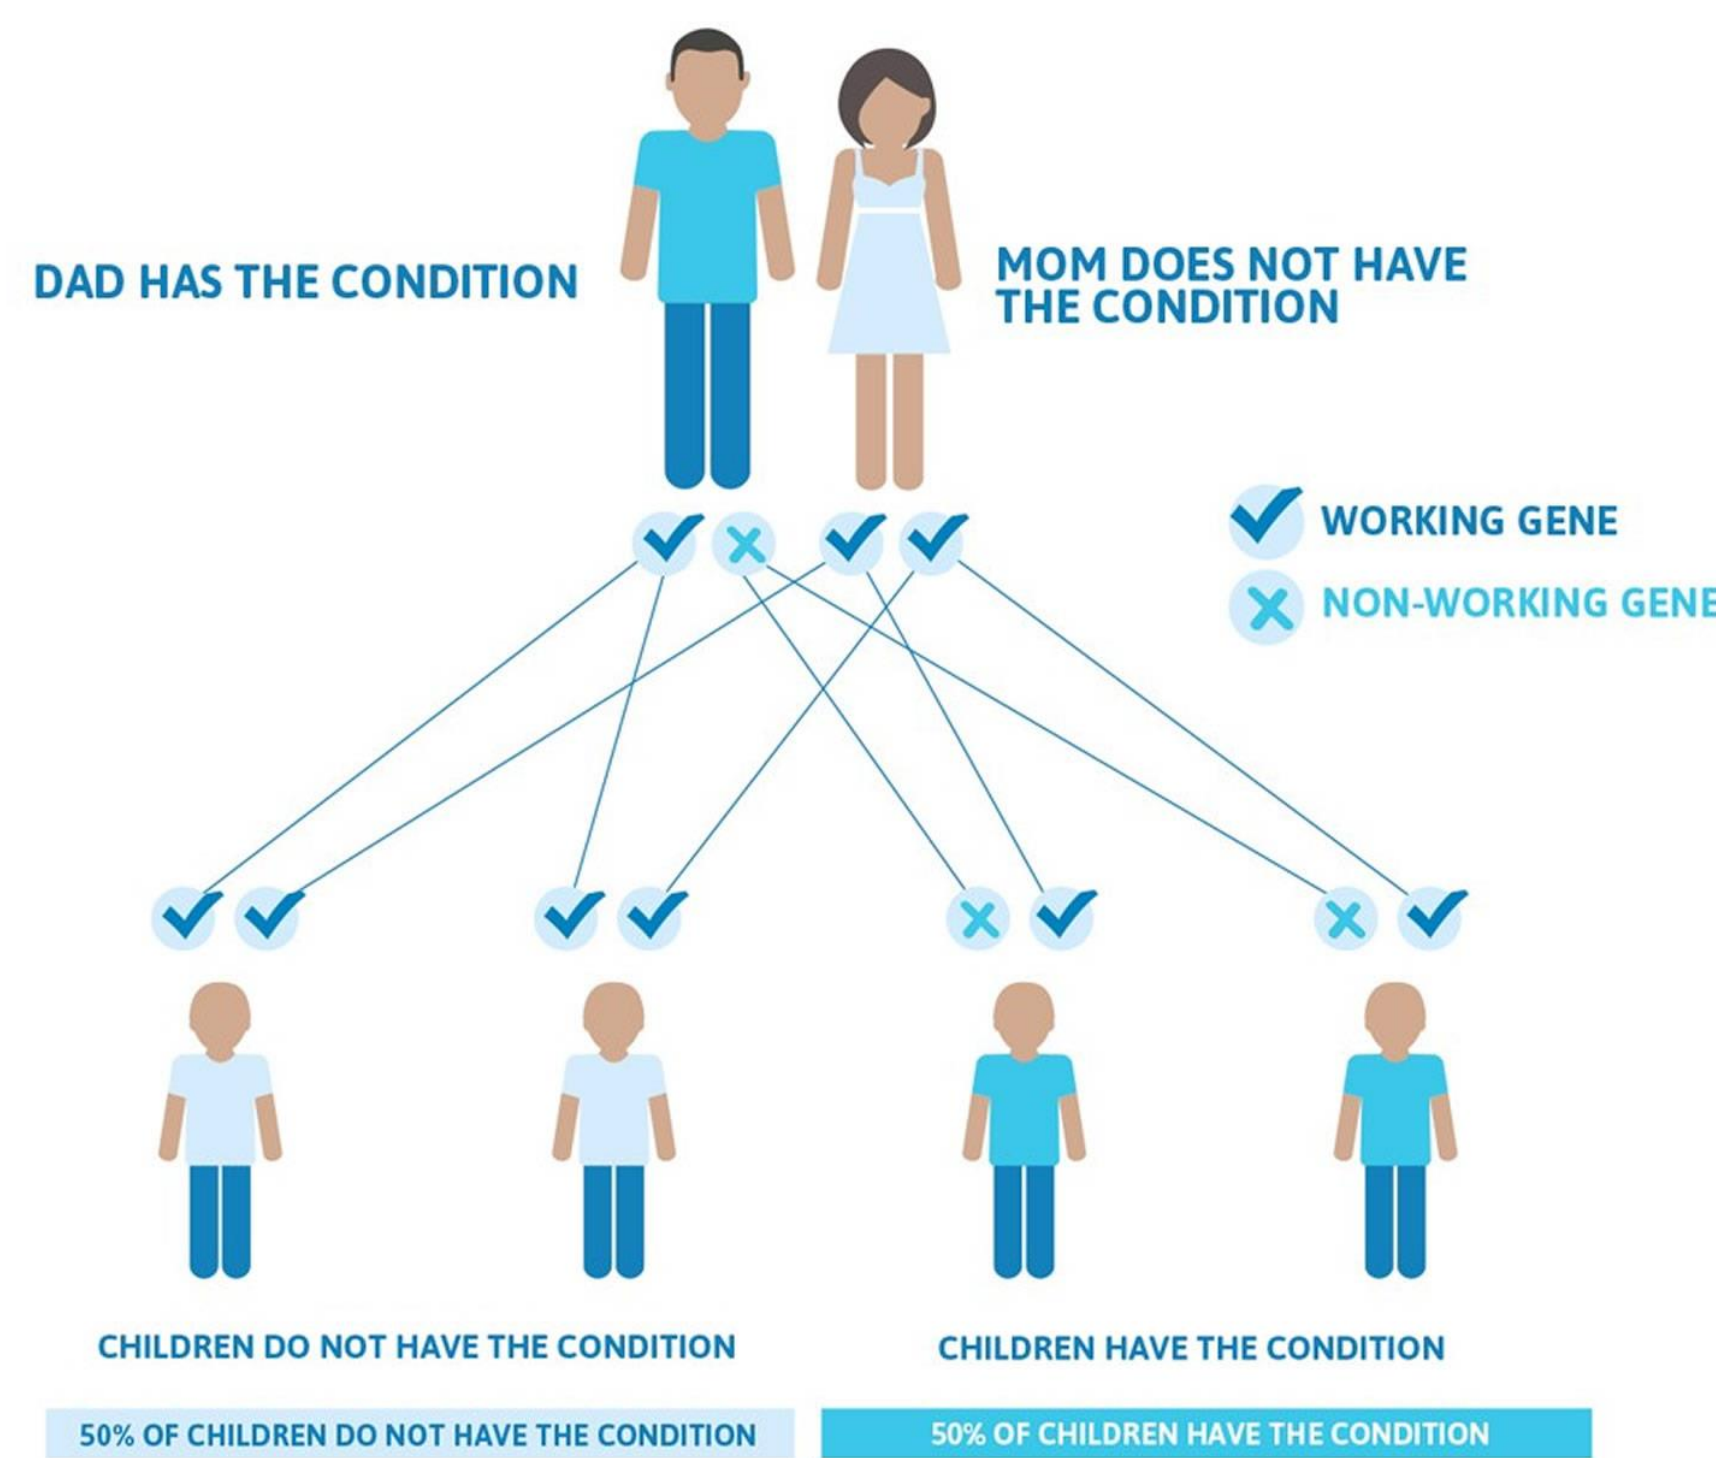 DAD HAS THE CONDITION
MOM DOES NOT HAVE
THE CONDITION
WORKING GENE
NON-WORKING GENE
CHILDREN DO NOT HAVE THE CONDITION
CHILDREN HAVE THE CONDITION
50% OF CHILDREN DO NOT HAVE THE CONDITION
50% OF CHILDREN HAVE THE CONDITION